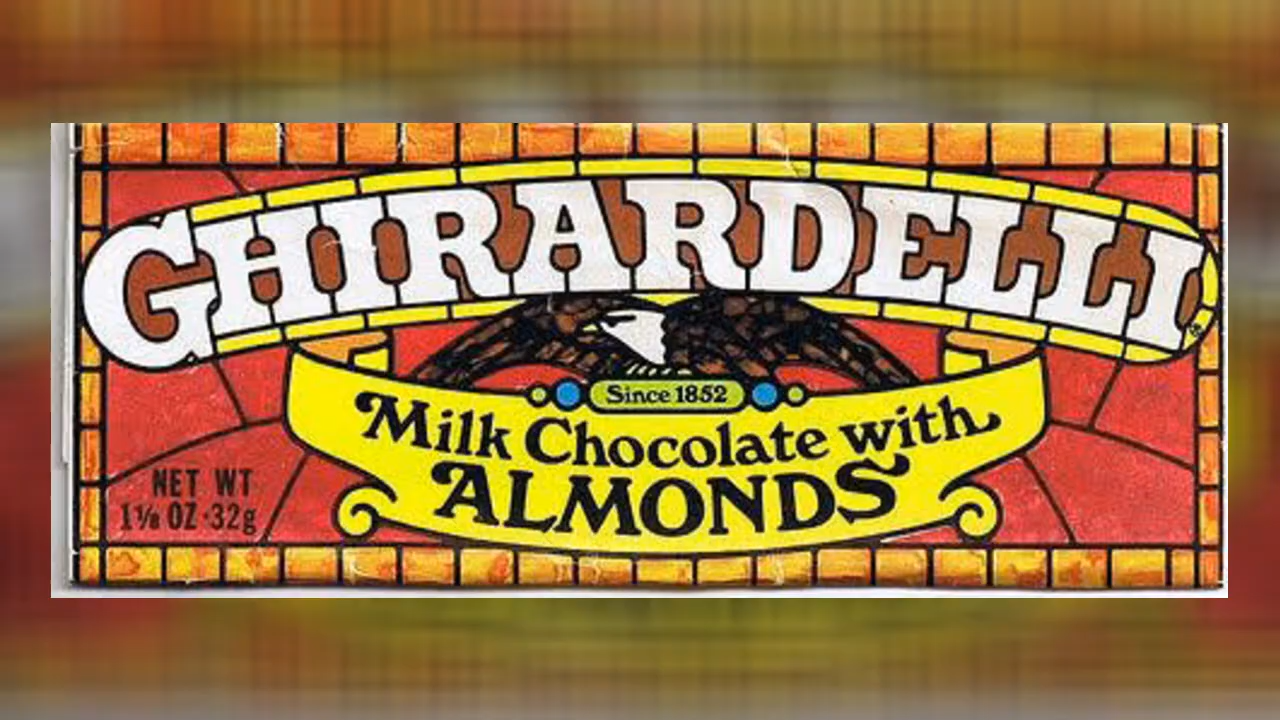 GHIRARDELLI
Since 1852
Milk Chocolate with
ALMONDS
NET WT
1⅛ OZ·32g